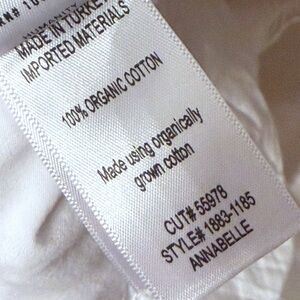 MADE IN TURKEY
IMPORTED MATERIALS
100% ORGANIC COTTON
Made using organically
grown cotton
CUT# 55978
STYLE# 1883-1185
ANNABELLE